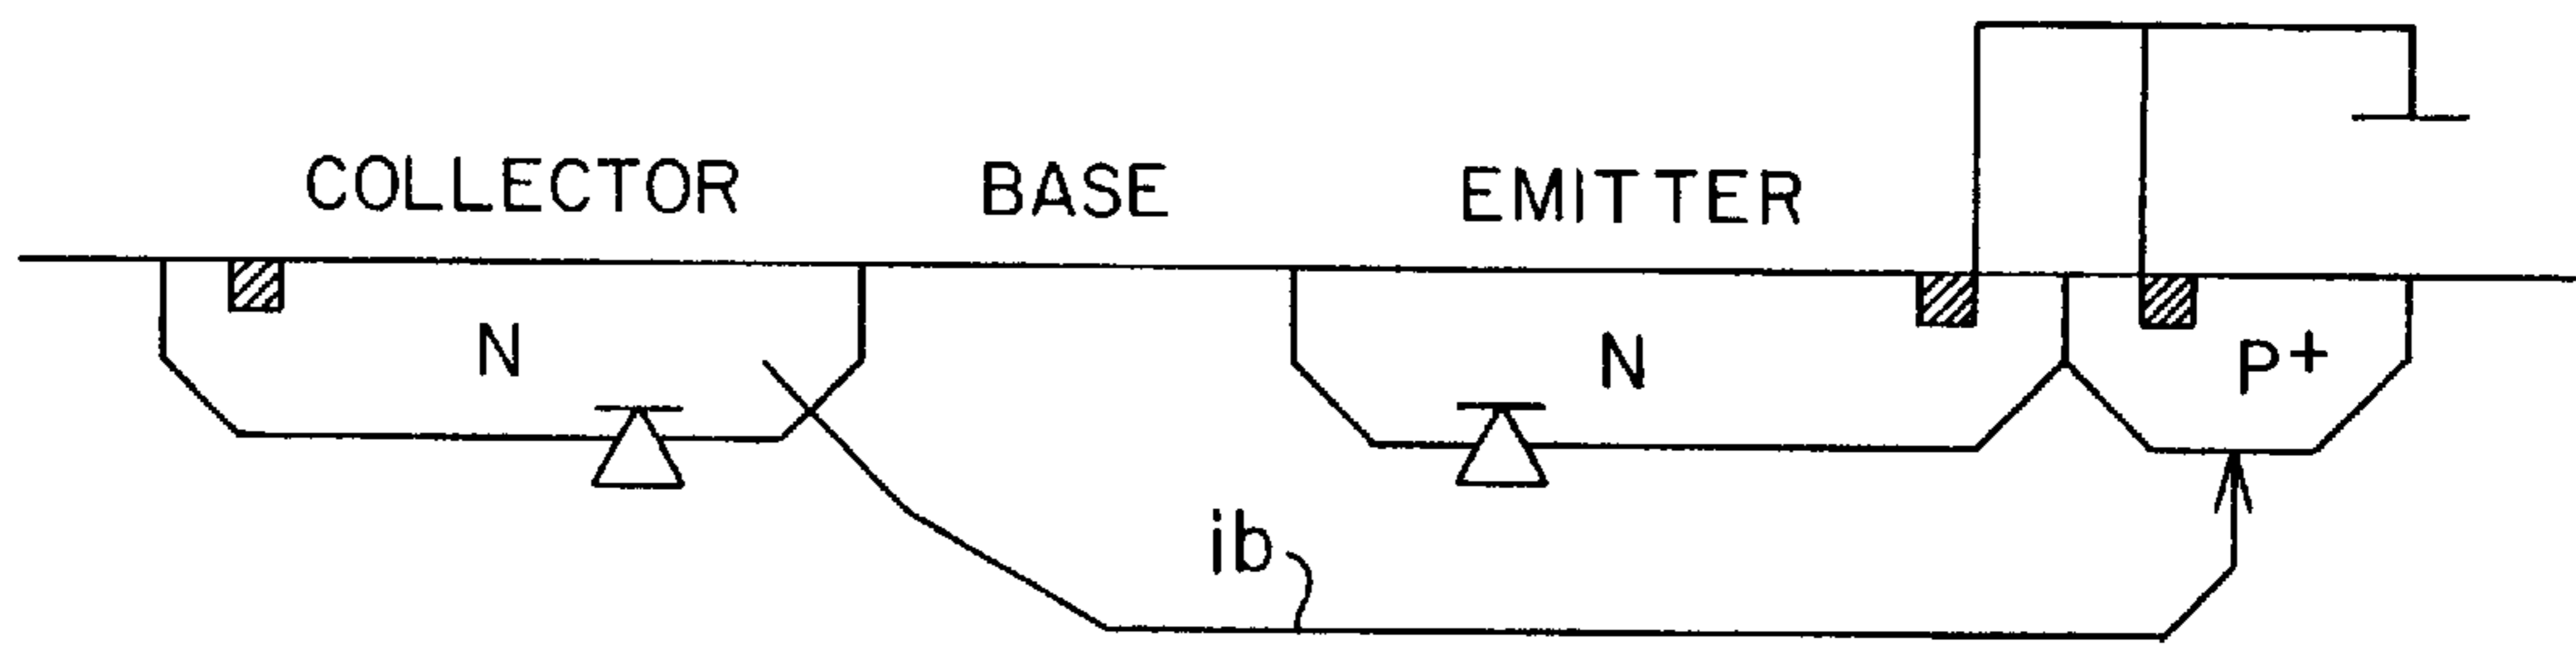 COLLECTOR BASE EMITTER
N N P+
ib